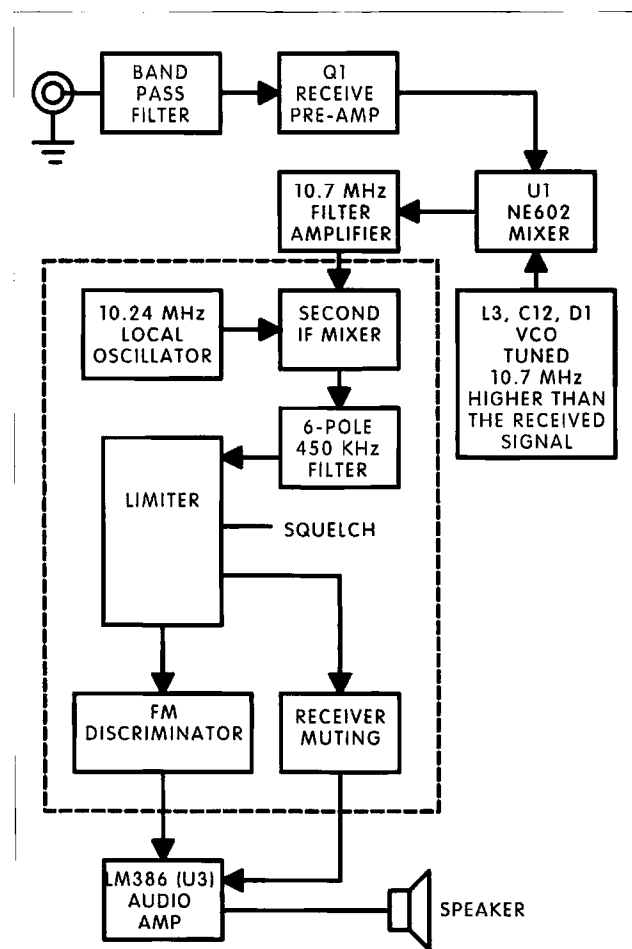 BAND
PASS
FILTER
Q1
RECEIVE
PRE-AMP
10.7 MHz
FILTER
AMPLIFIER
U1
NE602
MIXER
10.24 MHz
LOCAL
OSCILLATOR
SECOND
IF MIXER
L3, C12, D1
VCO
TUNED
10.7 MHz
HIGHER THAN
THE RECEIVED
SIGNAL
6-POLE
450 KHz
FILTER
LIMITER
SQUELCH
FM
DISCRIMINATOR
RECEIVER
MUTING
LM386 (U3)
AUDIO
AMP
SPEAKER